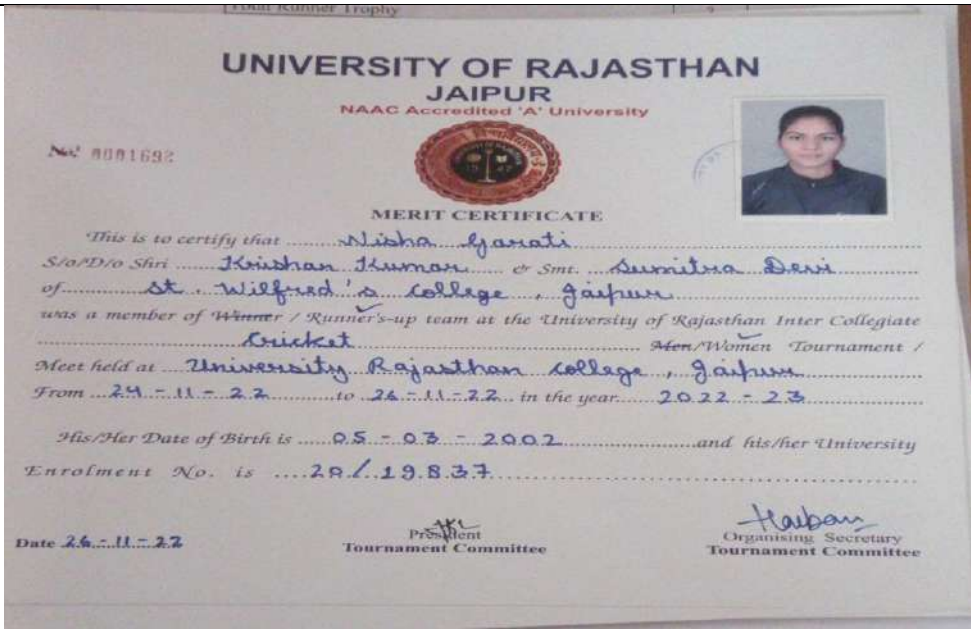 Total Runner Trophy
UNIVERSITY OF RAJASTHAN
JAIPUR
NAAC Accredited 'A' University
No. 0001692
MERIT CERTIFICATE
This is to certify that ........ Nisha Garati ........
S/o/D/o Shri ..... Krishan Kumar ..... & Smt. ... Sumitra Devi .....
of ........ St. Wilfred's College, Jaipur ........
was a member of Winner / Runner's-up team at the University of Rajasthan Inter Collegiate
........ Cricket ........ Men/Women Tournament /
Meet held at ... University Rajasthan College, Jaipur ........
From ... 24-11-22 ........ to 26-11-22 ... in the year ..... 2022-23 ........
His/Her Date of Birth is .... 05-03-2002 ........ and his/her University
Enrolment No. is .... 20/19837 ........
President
Organising Secretary
Date 26-11-22
Tournament Committee
Tournament Committee